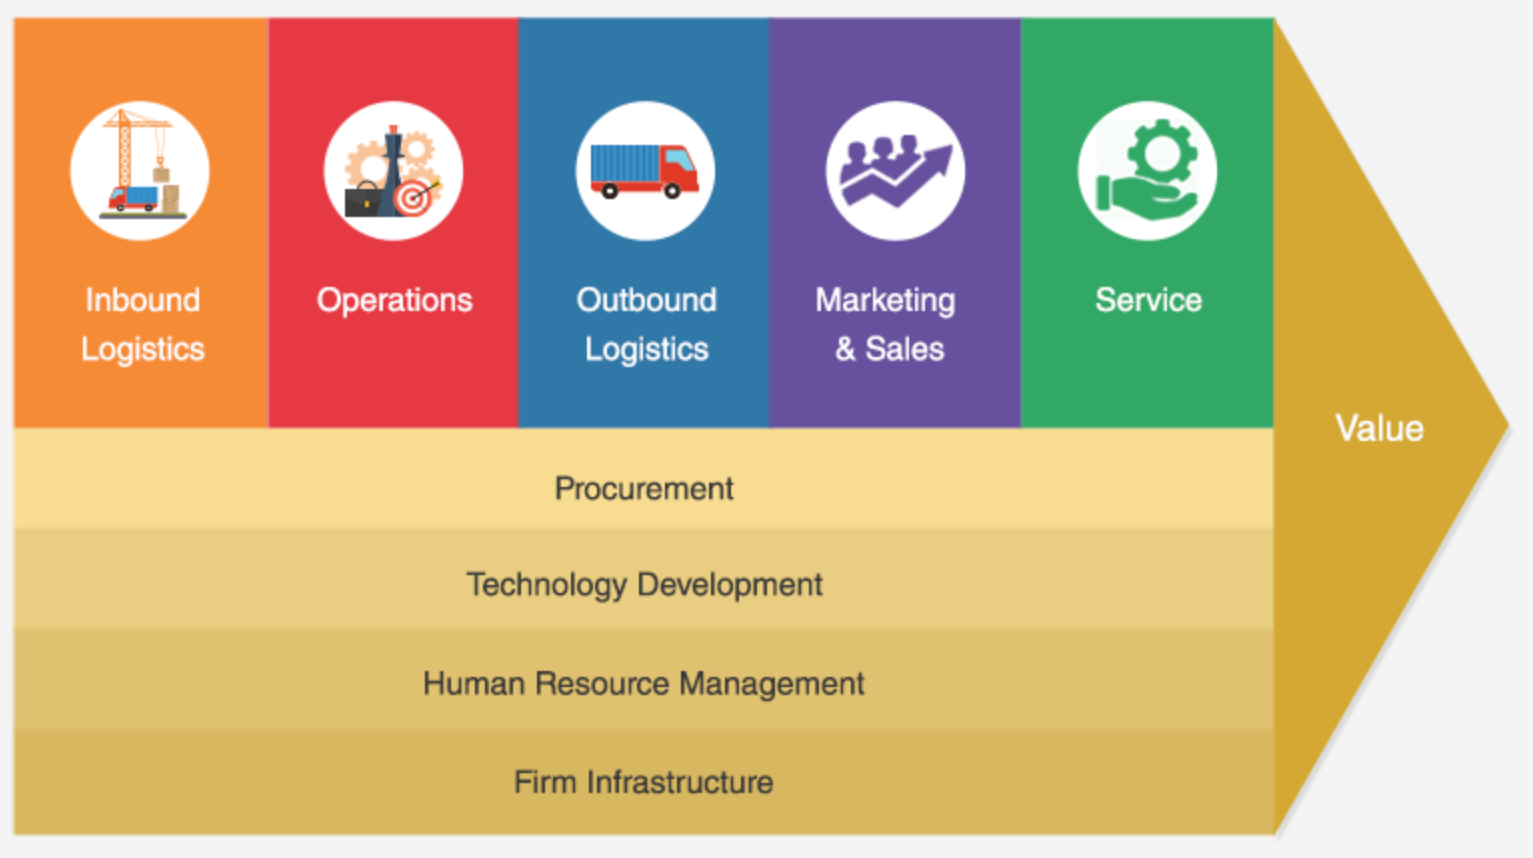 Inbound
Logistics
Operations
Outbound
Logistics
Marketing
& Sales
Service
Value
Procurement
Technology Development
Human Resource Management
Firm Infrastructure